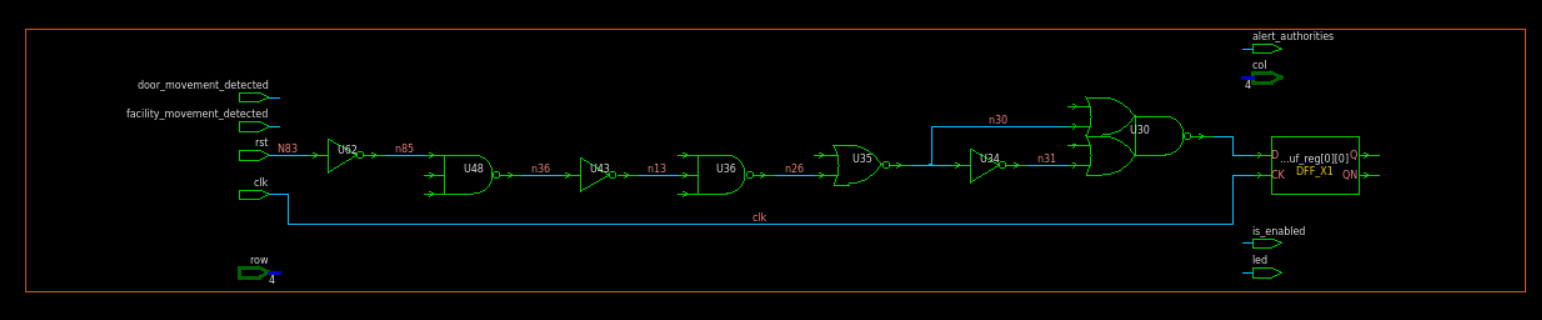 alert_authorities
col
4
door_movement_detected
facility_movement_detected
rst
N83
U62
n85
U48
n36
U43
n13
U36
n26
U35
n30
U34
n31
U30
D
...uf_reg[0][0]
Q
CK
DFF_X1
QN
clk
clk
is_enabled
row
4
led